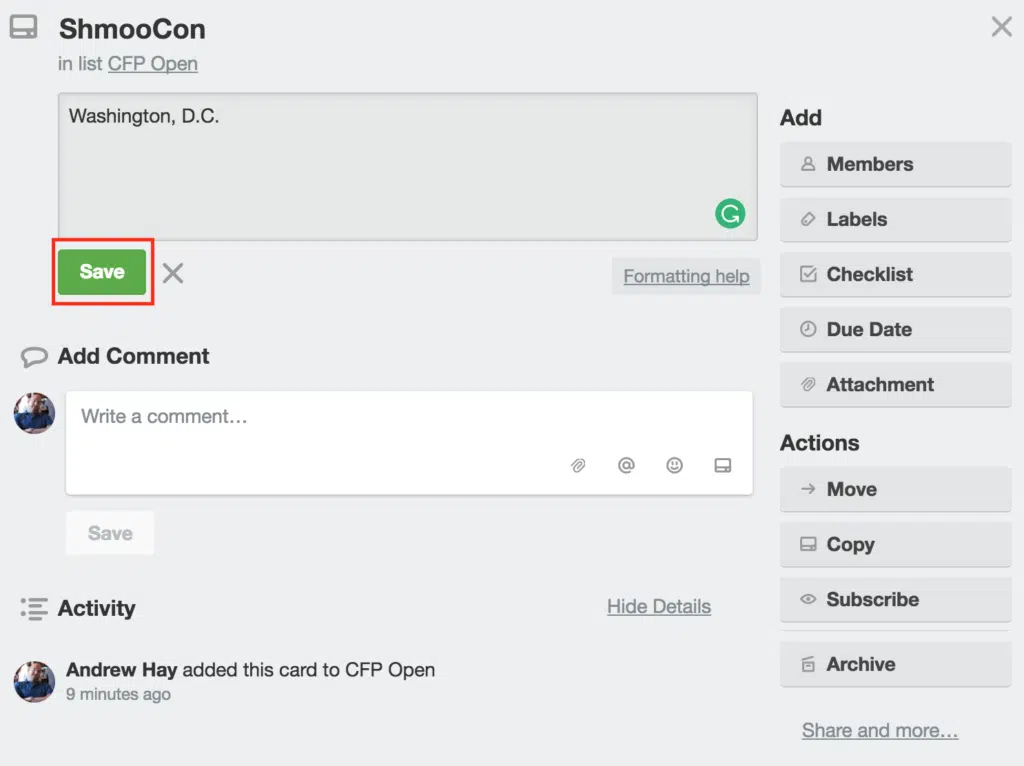 ShmooCon
in list CFP Open
Washington, D.C.
Save
Formatting help
Add Comment
Write a comment…
@
Save
Activity
Hide Details
Andrew Hay added this card to CFP Open
9 minutes ago
Add
Members
Labels
Checklist
Due Date
Attachment
Actions
Move
Copy
Subscribe
Archive
Share and more…